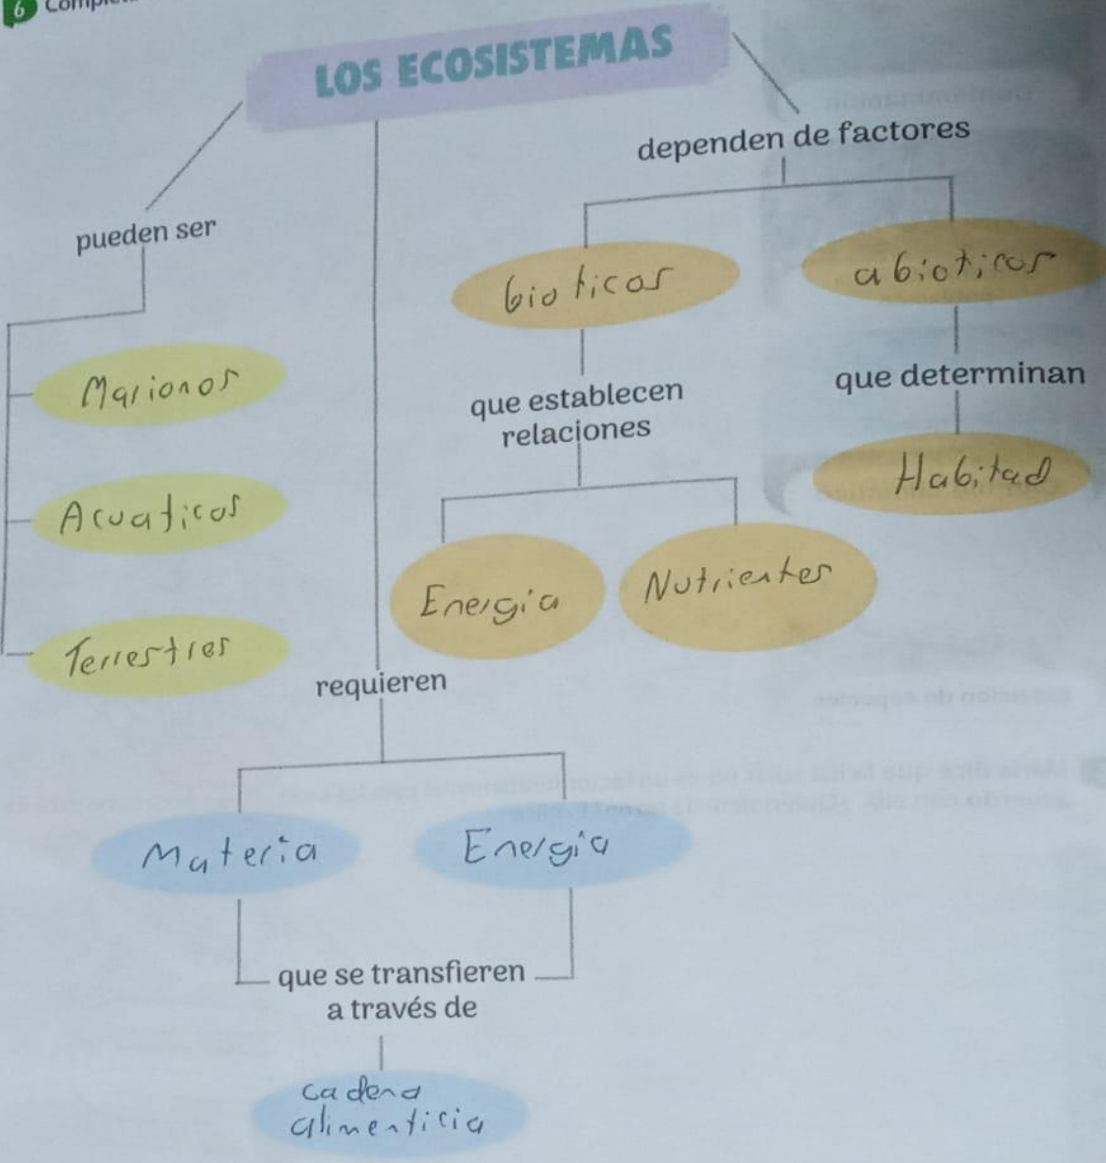 6
LOS ECOSISTEMAS
dependen de factores
pueden ser
bioticos
abioticos
Marionos
que establecen
relaciones
que determinan
Acuaticos
Habitad
Energia
Nutrientes
Terrestres
requieren
Materia
Energia
que se transfieren
a través de
cadena
alimenticia